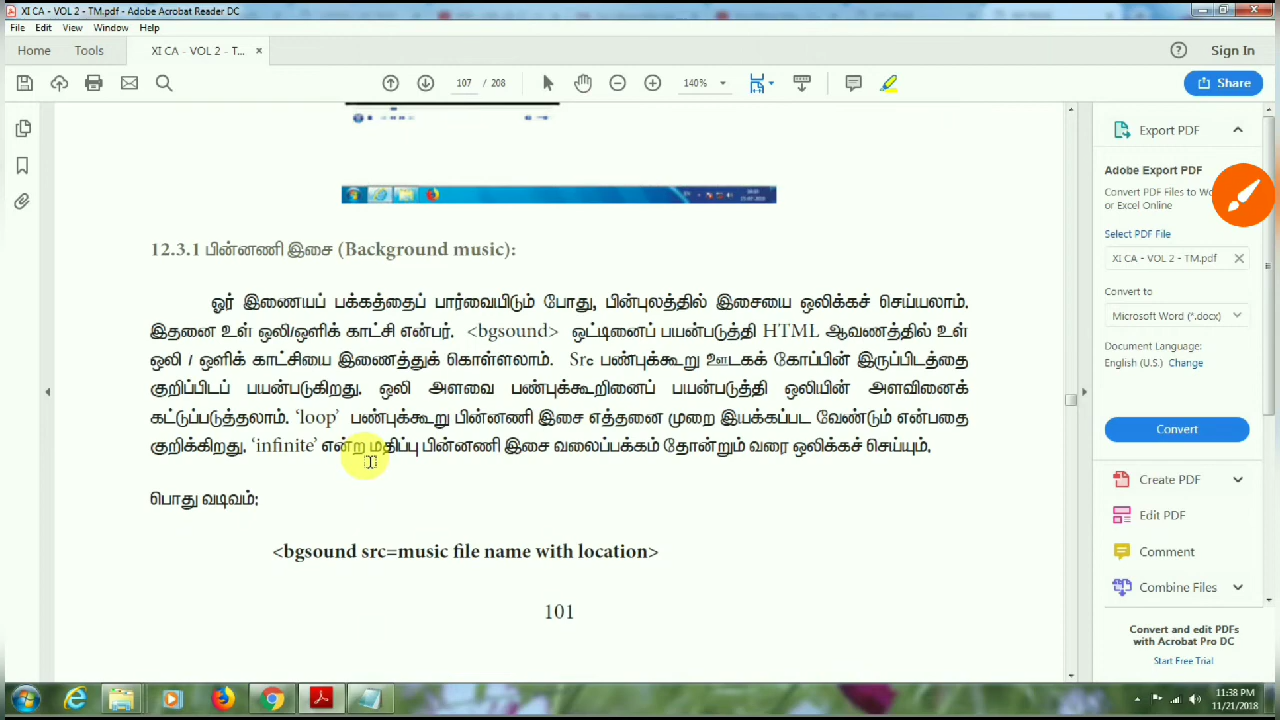 XI CA - VOL 2 - TM.pdf - Adobe Acrobat Reader DC
File Edit View Window Help
Home Tools XI CA - VOL 2 - T... × Sign In
107 / 208 140% Share
12.3.1 பின்னணி இசை (Background music):
ஓர் இணையப் பக்கத்தைப் பார்வையிடும் போது, பின்புலத்தில் இசையை ஒலிக்கச் செய்யலாம்.
இதனை உள் ஒலி/ஒளிக் காட்சி என்பர். <bgsound> ஒட்டினைப் பயன்படுத்தி HTML ஆவணத்தில் உள்
ஒலி / ஒளிக் காட்சியை இணைத்துக் கொள்ளலாம். Src பண்புக்கூறு ஊடகக் கோப்பின் இருப்பிடத்தை
குறிப்பிடப் பயன்படுகிறது. ஒலி அளவை பண்புக்கூறினைப் பயன்படுத்தி ஒலியின் அளவினைக்
கட்டுப்படுத்தலாம். ‘loop’ பண்புக்கூறு பின்னணி இசை எத்தனை முறை இயக்கப்பட வேண்டும் என்பதை
குறிக்கிறது. ‘infinite’ என்ற மதிப்பு பின்னணி இசை வலைப்பக்கம் தோன்றும் வரை ஒலிக்கச் செய்யும்.
பொது வடிவம்:
<bgsound src=music file name with location>
101
Export PDF
Adobe Export PDF
Convert PDF Files to Wo
or Excel Online
Select PDF File
XI CA - VOL 2 - TM.pdf
Convert to
Microsoft Word (*.docx)
Document Language:
English (U.S.) Change
Convert
Create PDF
Edit PDF
Comment
Combine Files
Convert and edit PDFs
with Acrobat Pro DC
Start Free Trial
11:38 PM
11/21/2018